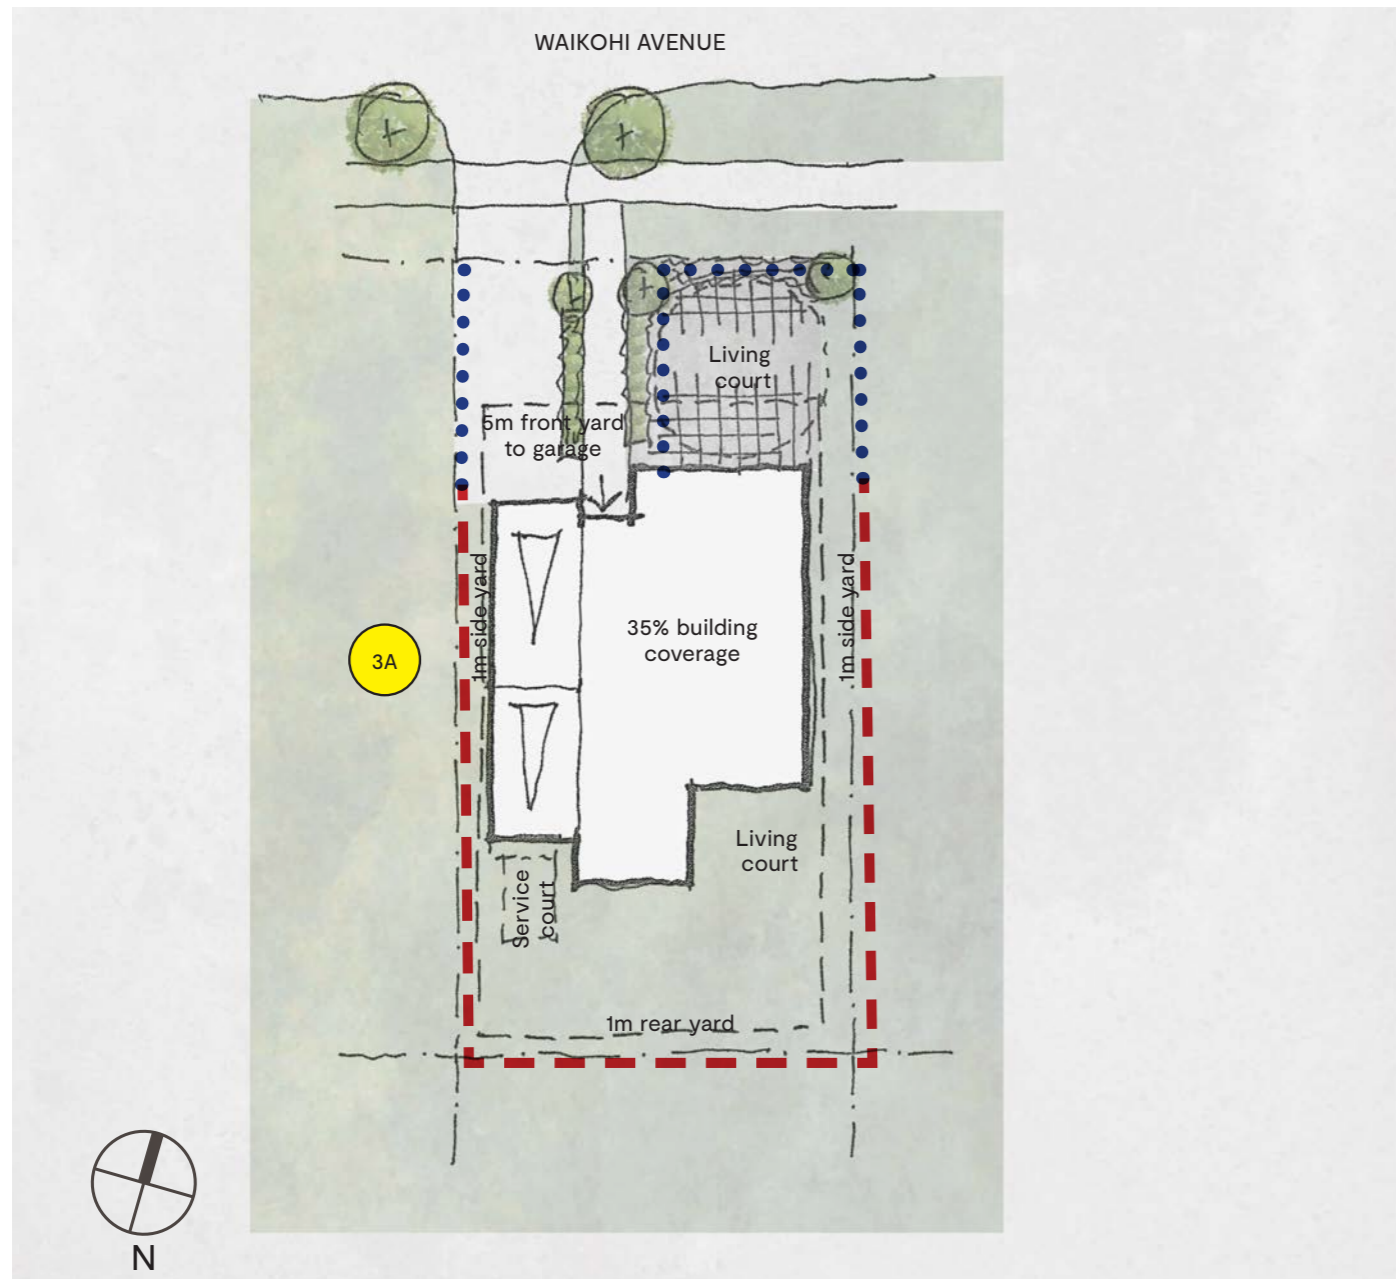 WAIKOHI AVENUE
Living
court
5m front yard
to garage
1m side yard
1m side yard
35% building
coverage
3A
Living
court
Service
court
1m rear yard
N